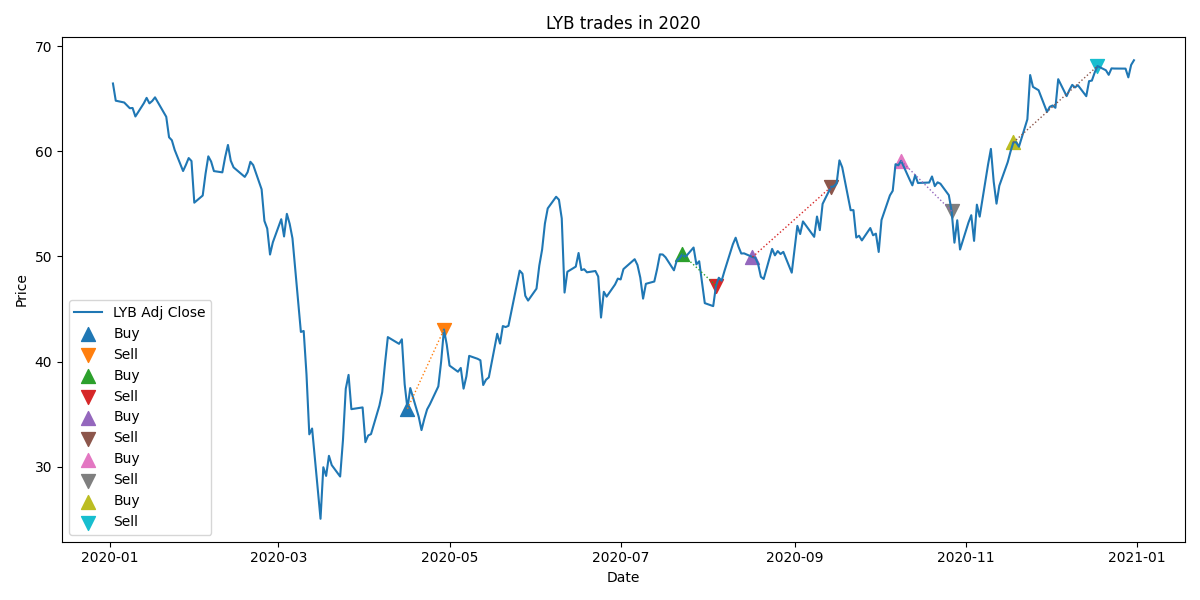 LYB trades in 2020
70
60
50
40
30
Price
LYB Adj Close
Buy
Sell
Buy
Sell
Buy
Sell
Buy
Sell
Buy
Sell
2020-01
2020-03
2020-05
2020-07
2020-09
2020-11
2021-01
Date